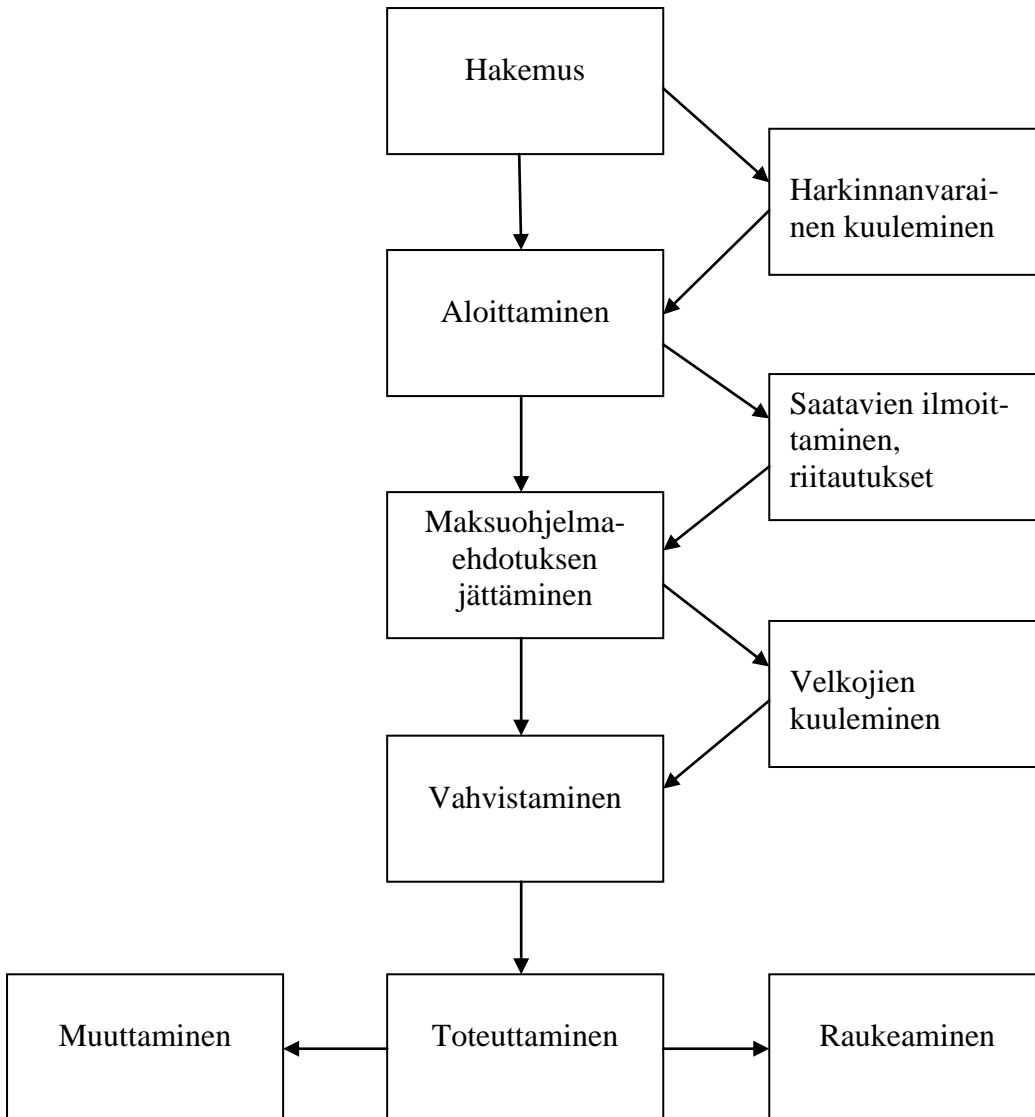 Hakemus
Harkinnanvarai-
nen kuuleminen
Aloittaminen
Saatavien ilmoit-
taminen,
riitautukset
Maksuohjelma-
ehdotuksen
jättäminen
Velkojien
kuuleminen
Vahvistaminen
Muuttaminen
Toteuttaminen
Raukeaminen